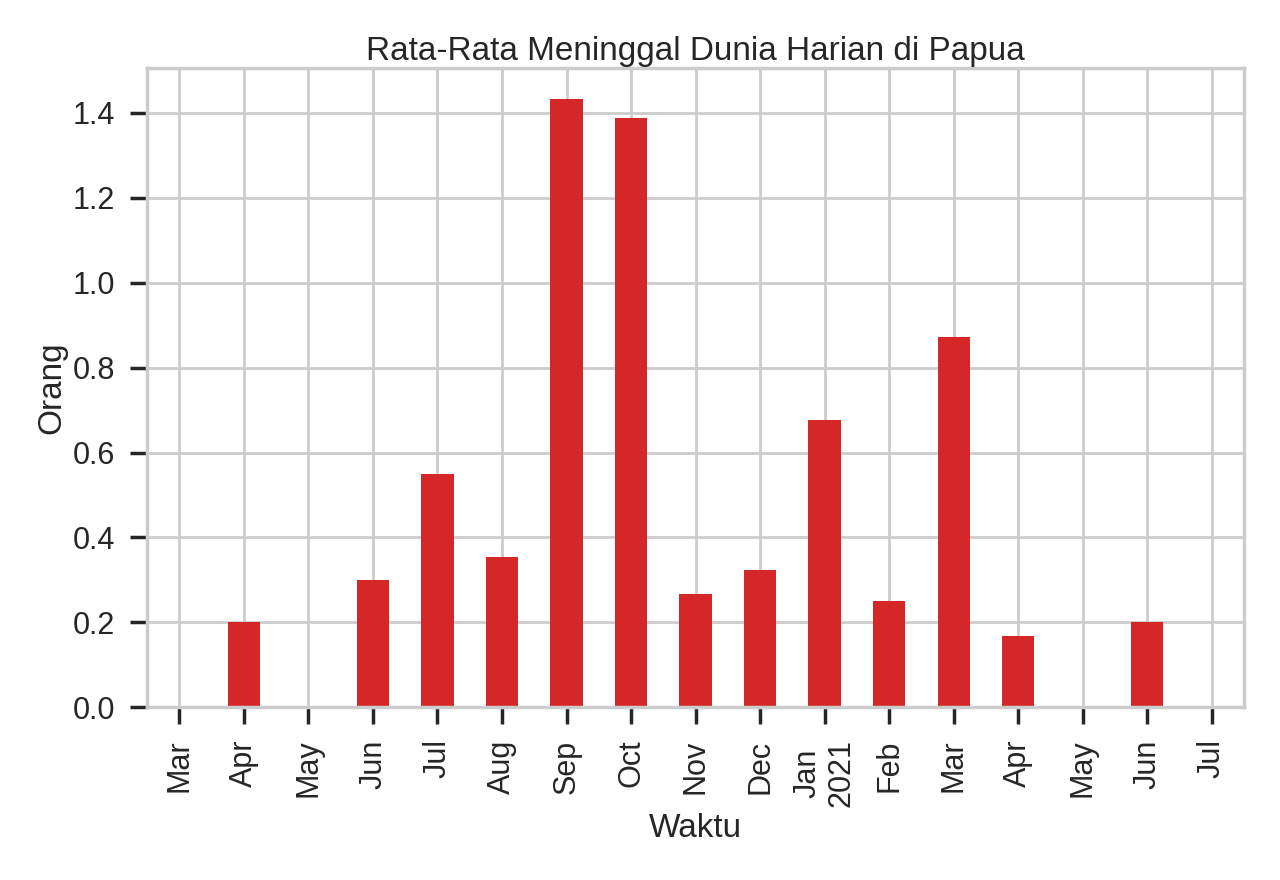 Rata-Rata Meninggal Dunia Harian di Papua
1.4
1.2
1.0
0.8
0.6
0.4
0.2
0.0
Orang
Mar
Apr
May
Jun
Jul
Aug
Sep
Oct
Nov
Dec
Jan
2021
Feb
Mar
Apr
May
Jun
Jul
Waktu